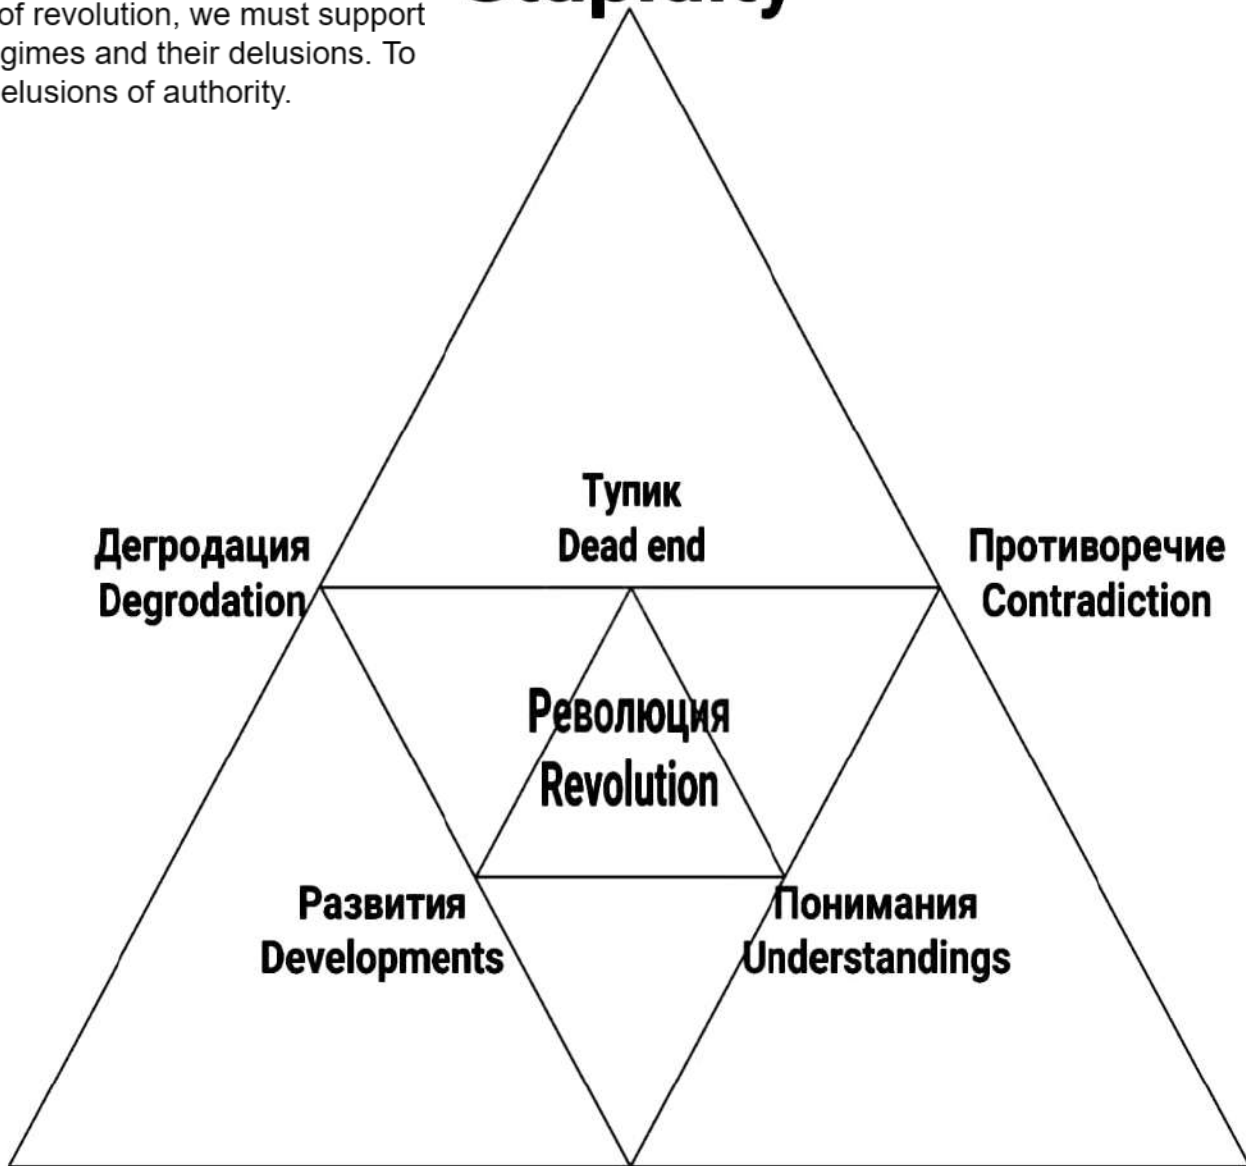 of revolution, we must support
gimes and their delusions. To
elusions of authority.
Тупик
Dead end
Дегродация
Degrodation
Противоречие
Contradiction
Революция
Revolution
Развития
Developments
Понимания
Understandings